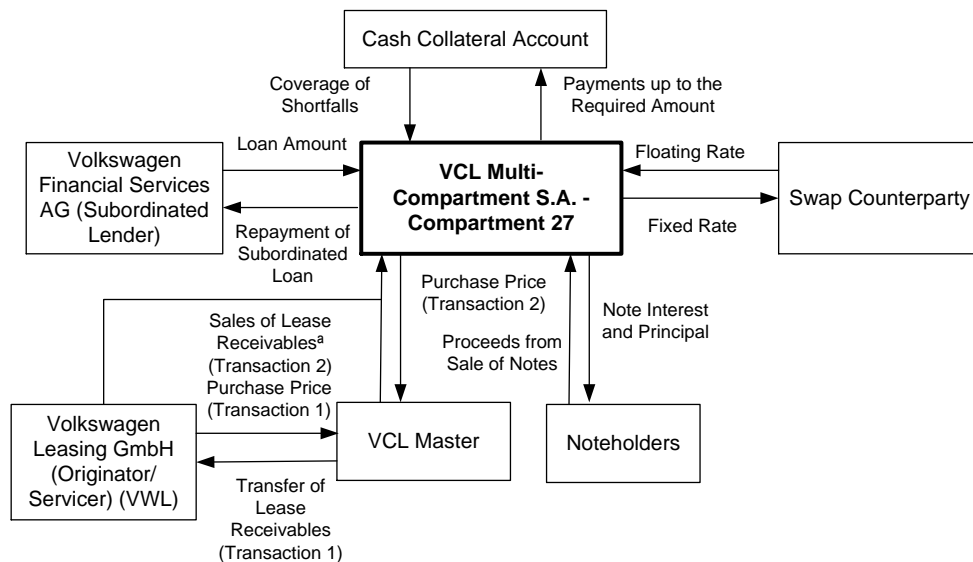 Cash Collateral Account
Coverage of
Shortfalls
Payments up to the
Required Amount
Volkswagen
Financial Services
AG (Subordinated
Lender)
Loan Amount
Repayment of
Subordinated
Loan
VCL Multi-
Compartment S.A. -
Compartment 27
Floating Rate
Fixed Rate
Swap Counterparty
Purchase Price
(Transaction 2)
Proceeds from
Sale of Notes
Note Interest
and Principal
Sales of Lease
Receivablesª
(Transaction 2)
Purchase Price
(Transaction 1)
Volkswagen
Leasing GmbH
(Originator/
Servicer) (VWL)
VCL Master
Noteholders
Transfer of
Lease
Receivables
(Transaction 1)